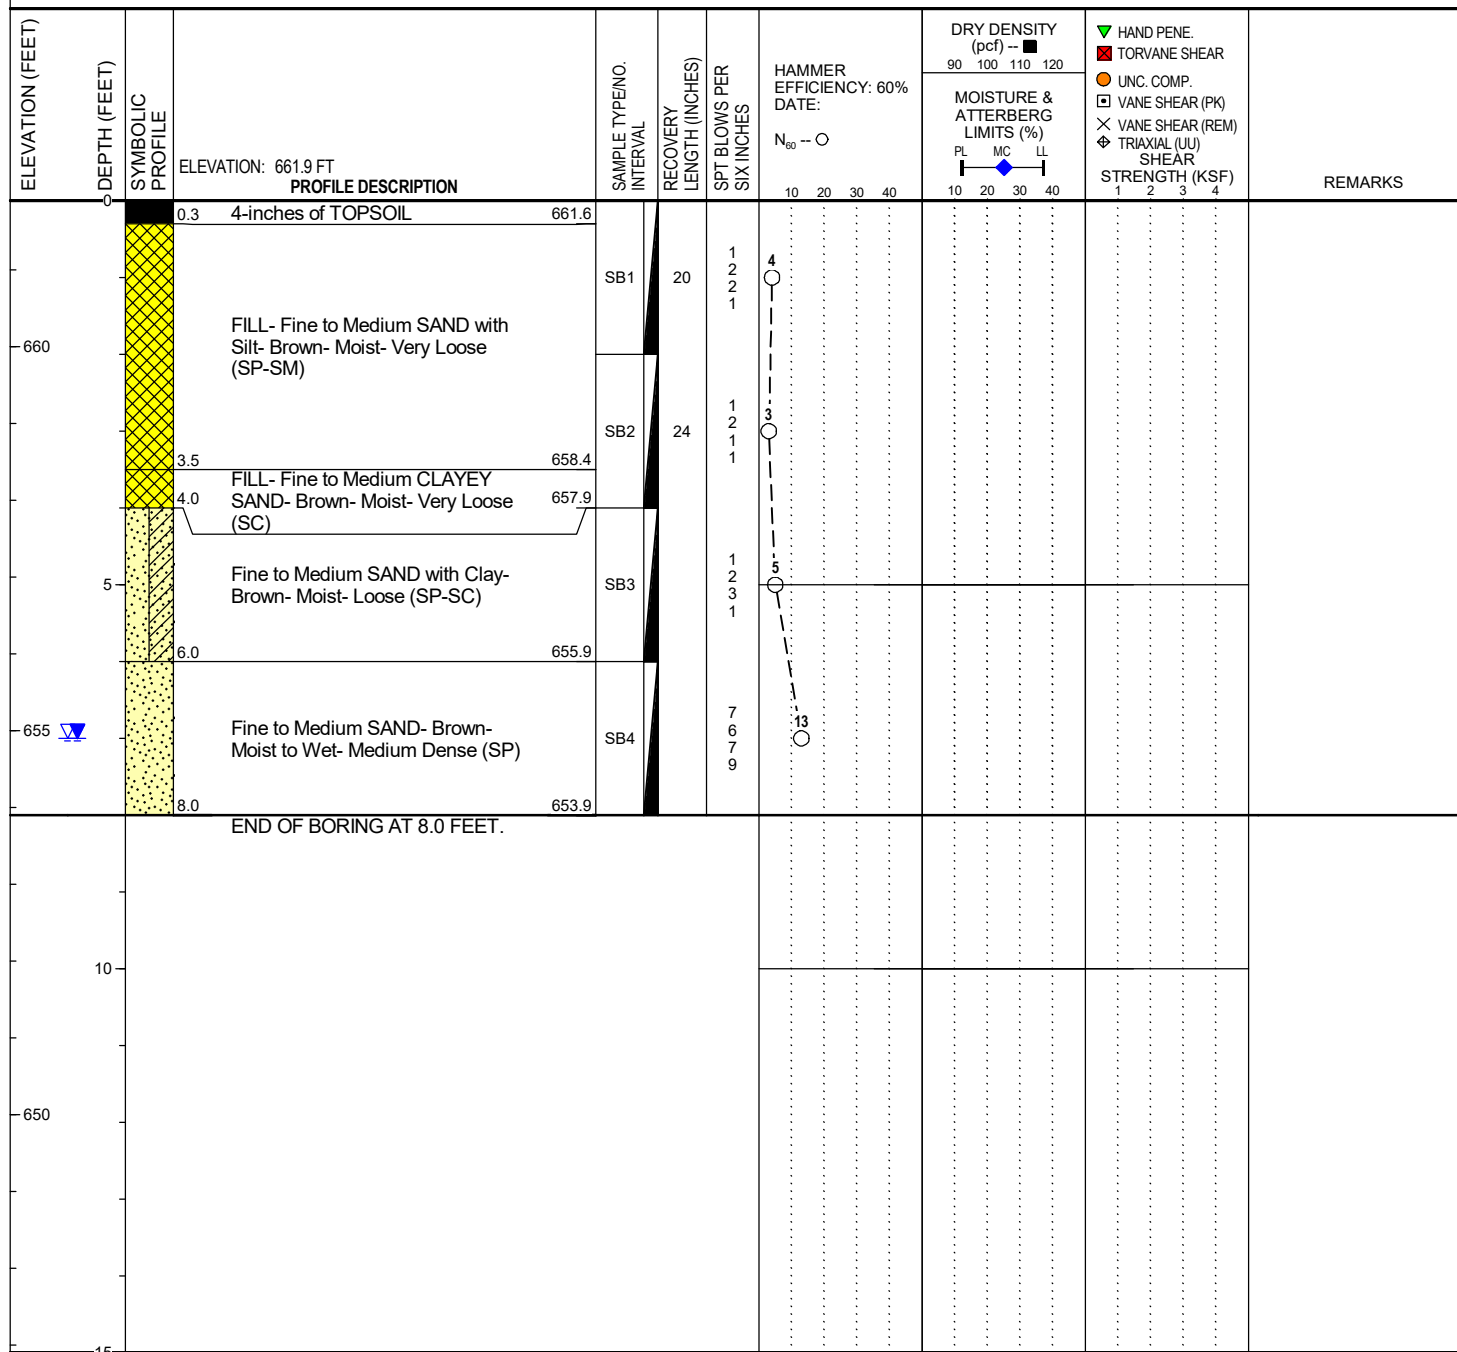 ELEVATION (FEET)
DEPTH (FEET)
SYMBOLIC
PROFILE
ELEVATION: 661.9 FT
PROFILE DESCRIPTION
SAMPLE TYPE/NO.
INTERVAL
RECOVERY
LENGTH (INCHES)
SPT BLOWS PER
SIX INCHES
HAMMER
EFFICIENCY: 60%
DATE:
N60 --
10 20 30 40
DRY DENSITY
(pcf) --
90 100 110 120
MOISTURE &
ATTERBERG
LIMITS (%)
PL MC LL
10 20 30 40
HAND PENE.
TORVANE SHEAR
UNC. COMP.
VANE SHEAR (PK)
VANE SHEAR (REM)
TRIAXIAL (UU)
SHEAR
STRENGTH (KSF)
1 2 3 4
REMARKS
0
0.3 4-inches of TOPSOIL 661.6
SB1 20
1
2
2
1
4
660
FILL- Fine to Medium SAND with
Silt- Brown- Moist- Very Loose
(SP-SM)
SB2 24
1
2
1
1
3
3.5 658.4
FILL- Fine to Medium CLAYEY
4.0 SAND- Brown- Moist- Very Loose 657.9
(SC)
5
Fine to Medium SAND with Clay-
Brown- Moist- Loose (SP-SC)
SB3
1
2
3
1
5
6.0 655.9
655
Fine to Medium SAND- Brown-
Moist to Wet- Medium Dense (SP)
SB4
7
6
7
9
13
8.0 653.9
END OF BORING AT 8.0 FEET.
10
650
15